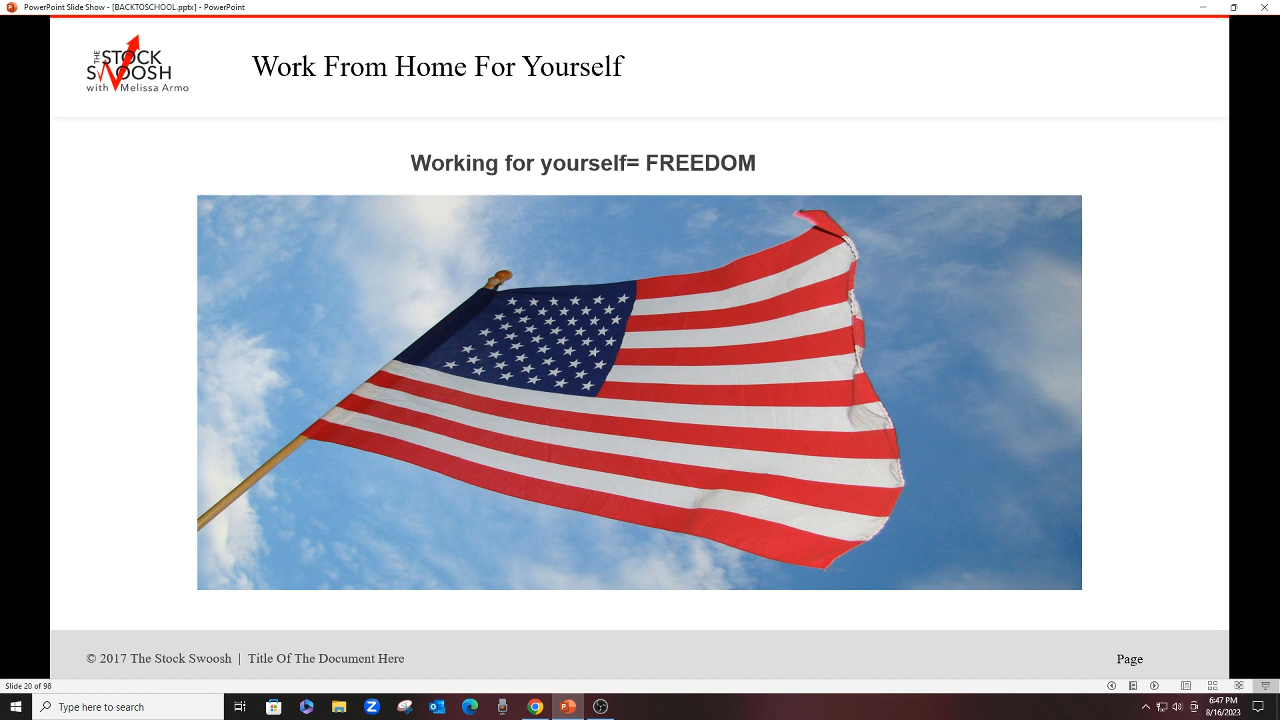 PowerPoint Slide Show - [BACKTOSCHOOL.pptx] - PowerPoint
THE
STOCK
SWOOSH
with Melissa Armo
Work From Home For Yourself
Working for yourself= FREEDOM
© 2017 The Stock Swoosh | Title Of The Document Here
Page
Slide 20 of 98
Type here to search
6:47 PM
8/16/2023